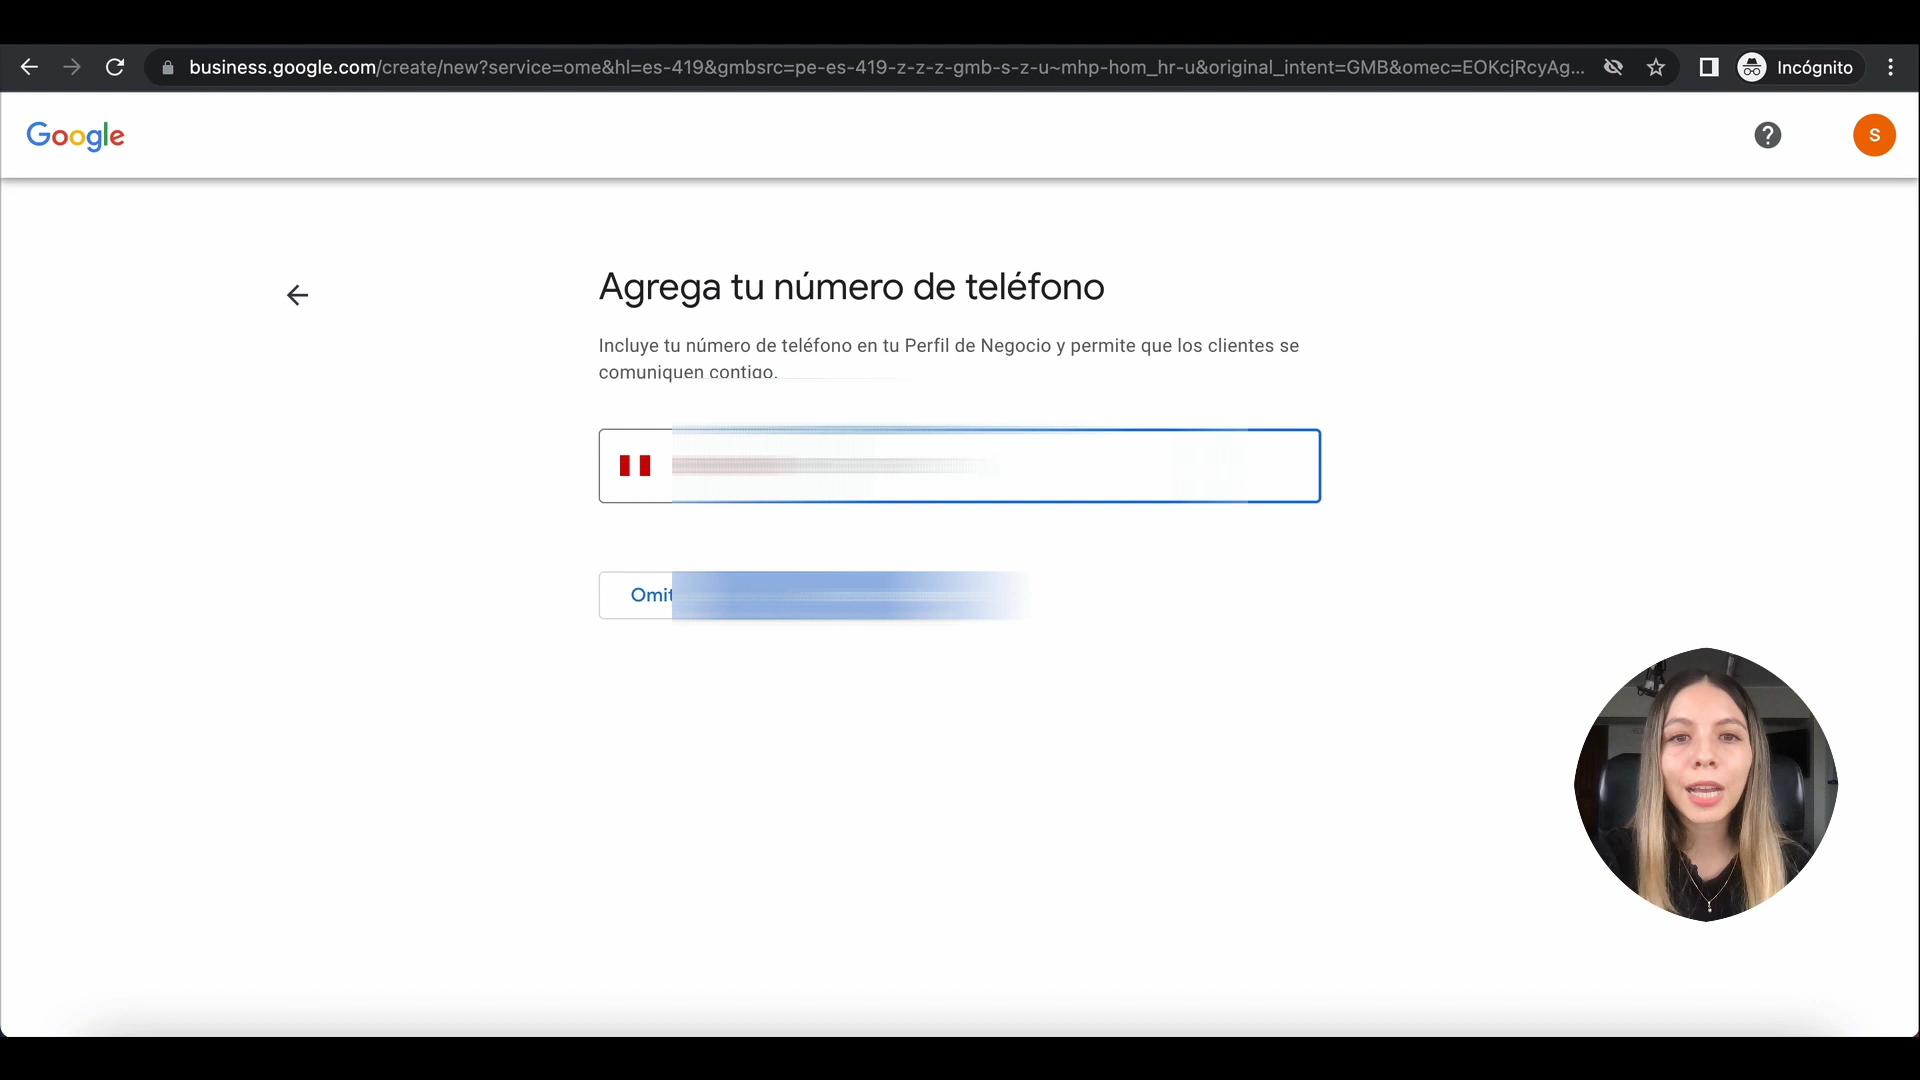 business.google.com/create/new?service=ome&hl=es-419&gmbsrc=pe-es-419-z-z-z-gmb-s-z-u~mhp-hom_hr-u&original_intent=GMB&omec=EOKcjRcyAg...
Incógnito
Google
S
Agrega tu número de teléfono
Incluye tu número de teléfono en tu Perfil de Negocio y permite que los clientes se
comuniquen contigo.
Omit